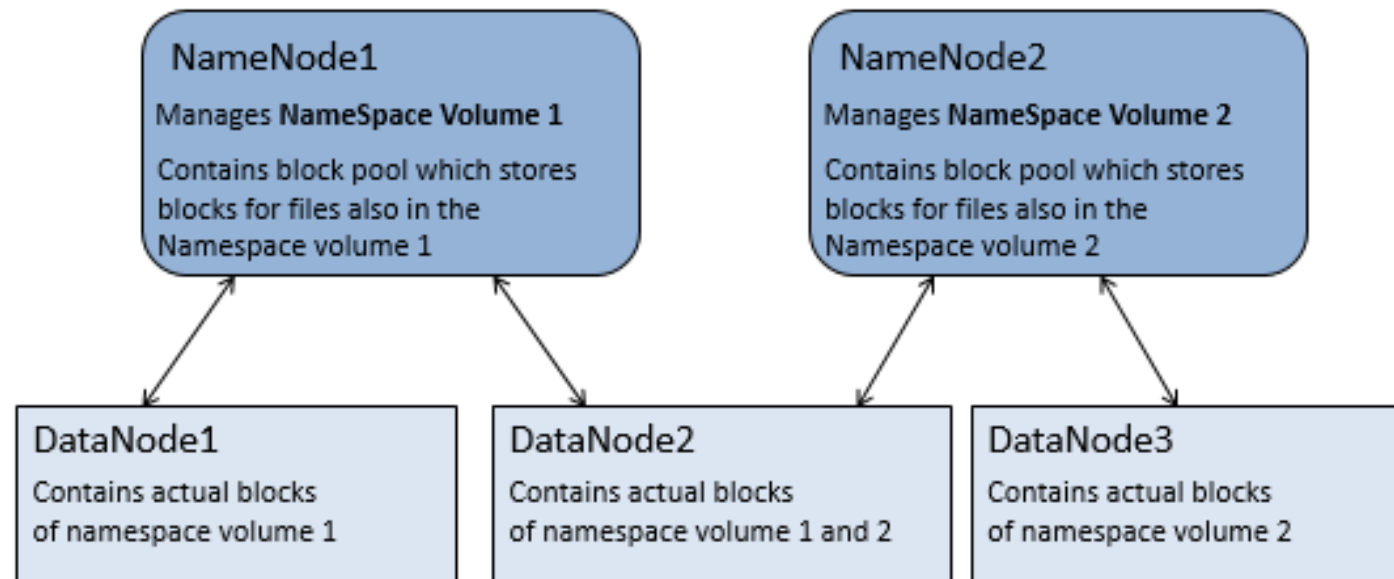 NameNode1
Manages NameSpace Volume 1
Contains block pool which stores
blocks for files also in the
Namespace volume 1
NameNode2
Manages NameSpace Volume 2
Contains block pool which stores
blocks for files also in the
Namespace volume 2
DataNode1
Contains actual blocks
of namespace volume 1
DataNode2
Contains actual blocks
of namespace volume 1 and 2
DataNode3
Contains actual blocks
of namespace volume 2